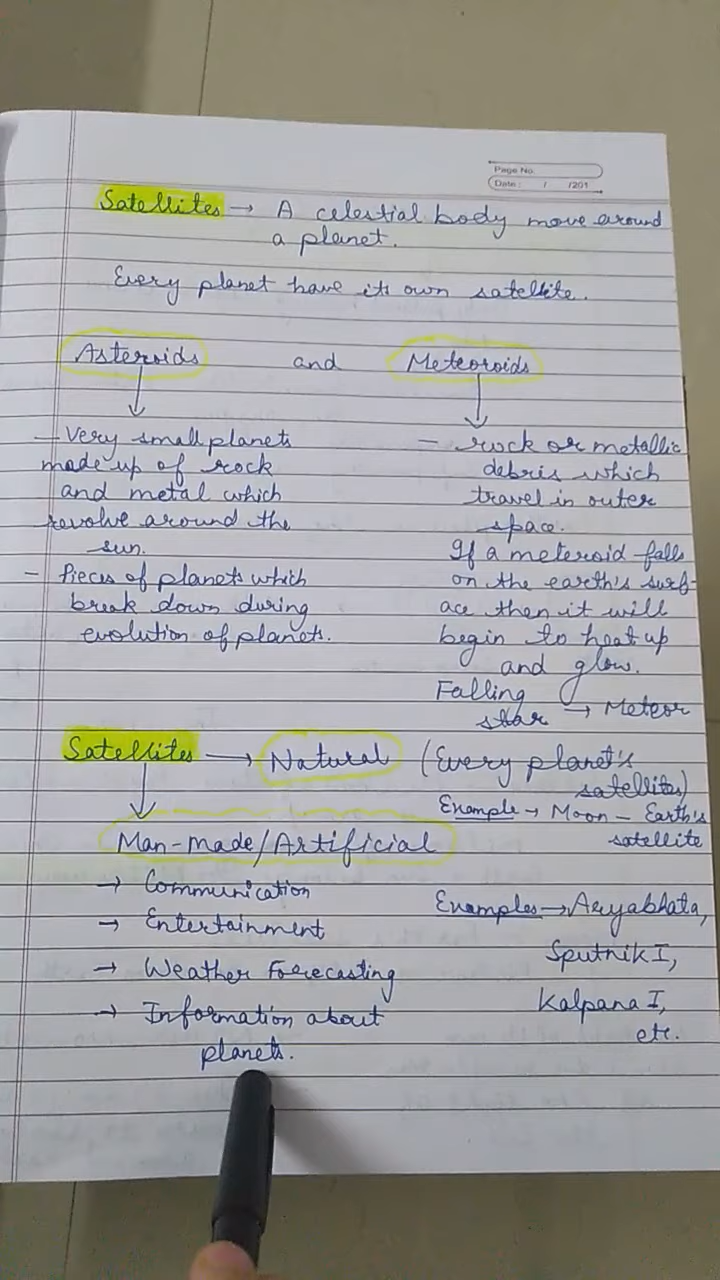 Page No.
Date : / /201
Satellites → A celestial body move around
a planet.
Every planet have its own satellite.
Asteroids and Meteoroids
- Very small planets
made up of rock
and metal which
revolve around the
sun.
- Pieces of planets which
break down during
evolution of planets.
- rock or metallic
debris which
travel in outer
space.
If a meteroid falls
on the earth's surf-
ace then it will
begin to heat up
and glow.
Falling
star → Meteor
Satellites → Natural (Every planet's
satellites)
Example → Moon - Earth's
satellite
Man-made/Artificial
→ Communication
→ Entertainment
→ Weather Forecasting
→ Information about
planets.
Examples → Aryabhata,
Sputnik I,
Kalpana I,
etc.